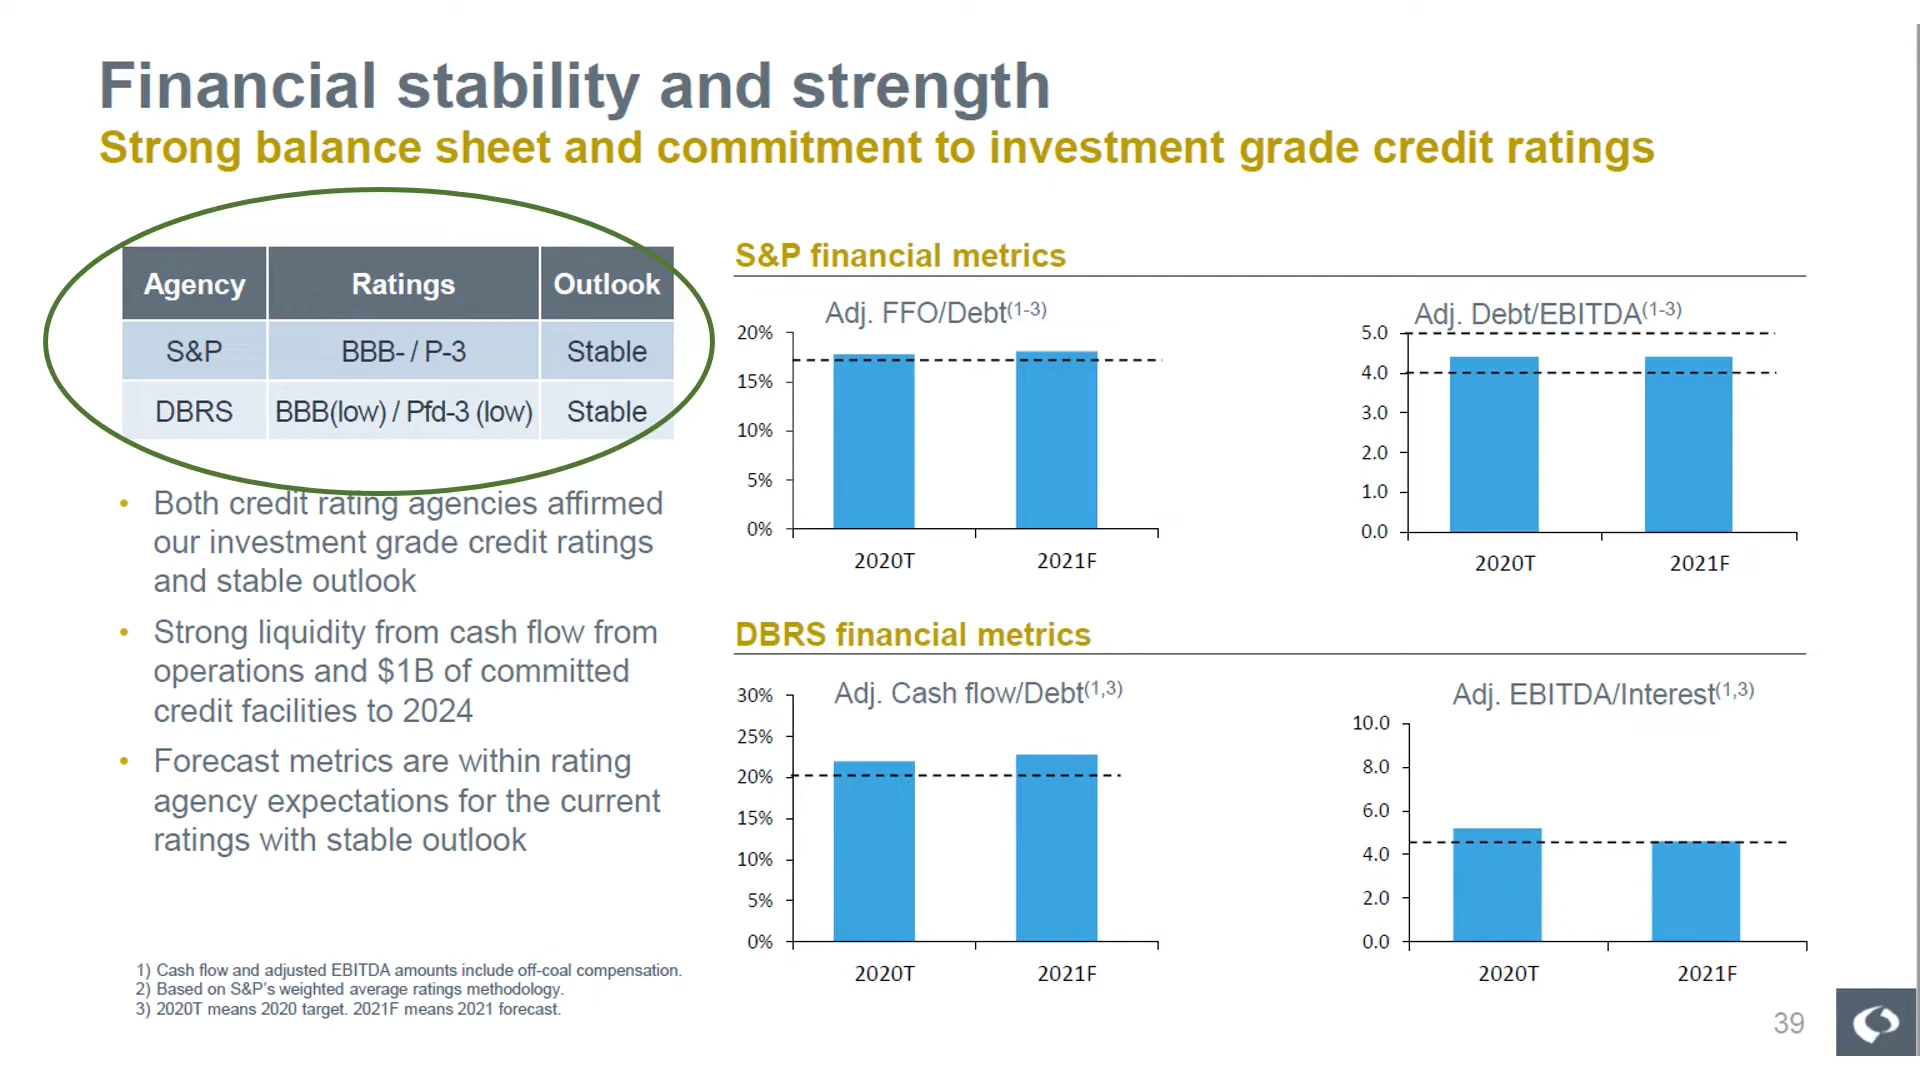 Financial stability and strength
Strong balance sheet and commitment to investment grade credit ratings
Agency Ratings Outlook
S&P BBB- / P-3 Stable
DBRS BBB(low) / Pfd-3 (low) Stable
• Both credit rating agencies affirmed
our investment grade credit ratings
and stable outlook
• Strong liquidity from cash flow from
operations and $1B of committed
credit facilities to 2024
• Forecast metrics are within rating
agency expectations for the current
ratings with stable outlook
1) Cash flow and adjusted EBITDA amounts include off-coal compensation.
2) Based on S&P's weighted average ratings methodology.
3) 2020T means 2020 target. 2021F means 2021 forecast.
S&P financial metrics
Adj. FFO/Debt(1-3)
20%
15%
10%
5%
0%
2020T 2021F
Adj. Debt/EBITDA(1-3)
5.0
4.0
3.0
2.0
1.0
0.0
2020T 2021F
DBRS financial metrics
Adj. Cash flow/Debt(1,3)
30%
25%
20%
15%
10%
5%
0%
2020T 2021F
Adj. EBITDA/Interest(1,3)
10.0
8.0
6.0
4.0
2.0
0.0
2020T 2021F
39